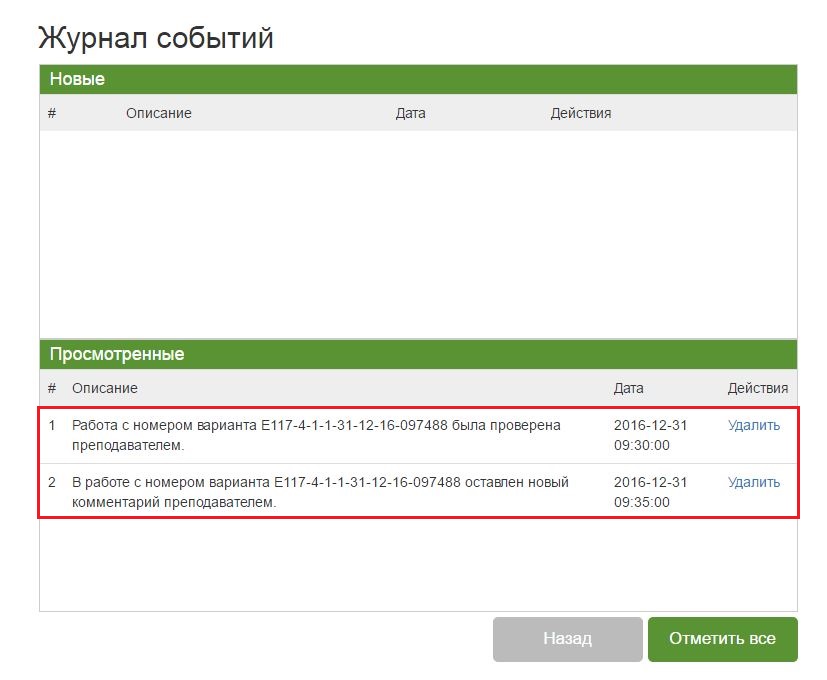 Журнал событий
Новые
# Описание Дата Действия
Просмотренные
# Описание Дата Действия
1 Работа с номером варианта E117-4-1-1-31-12-16-097488 была проверена 2016-12-31 Удалить
преподавателем. 09:30:00
2 В работе с номером варианта E117-4-1-1-31-12-16-097488 оставлен новый 2016-12-31 Удалить
комментарий преподавателем. 09:35:00
Назад Отметить все